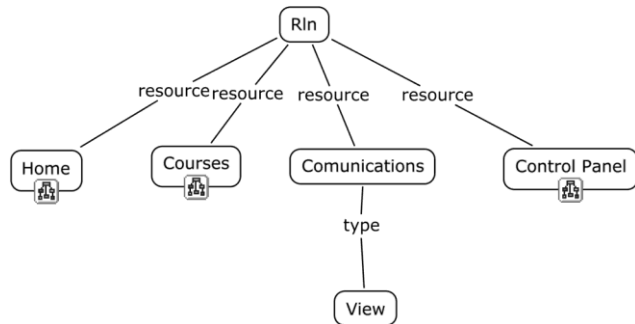 Rln
resource resource resource resource
Home Courses Comunications Control Panel
type
View